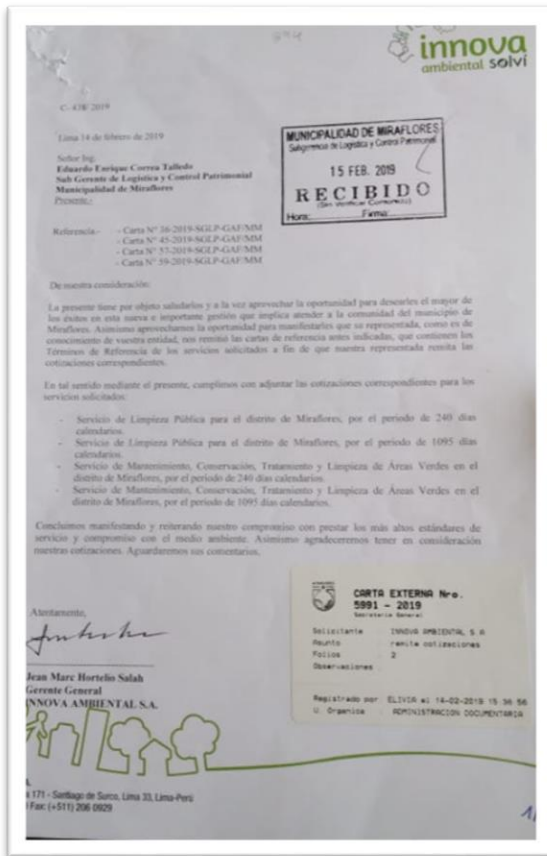 innova
ambiental solví
C- 438/ 2019
Lima 14 de febrero de 2019
MUNICIPALIDAD DE MIRAFLORES
Subgerencia de Logística y Control Patrimonial
15 FEB. 2019
RECIBIDO
(Sin Verificar Contenido)
Hora: Firma:
Señor Ing.
Eduardo Enrique Correa Talledo
Sub Gerente de Logística y Control Patrimonial
Municipalidad de Miraflores
Presente.-
Referencia.- - Carta N° 36-2019-SGLP-GAF/MM
- Carta N° 45-2019-SGLP-GAF/MM
- Carta N° 57-2019-SGLP-GAF/MM
- Carta N° 59-2019-SGLP-GAF/MM
De nuestra consideración:
La presente tiene por objeto saludarlos y a la vez aprovechar la oportunidad para desearles el mayor de
los éxitos en esta nueva e importante gestión que implica atender a la comunidad del municipio de
Miraflores. Asimismo aprovechamos la oportunidad para manifestarles que su representada, como es de
conocimiento de vuestra entidad, nos remitió las cartas de referencia antes indicadas, que contienen los
Términos de Referencia de los servicios solicitados a fin de que nuestra representada remita las
cotizaciones correspondientes.
En tal sentido mediante el presente, cumplimos con adjuntar las cotizaciones correspondientes para los
servicios solicitados:
- Servicio de Limpieza Pública para el distrito de Miraflores, por el periodo de 240 días
calendarios.
- Servicio de Limpieza Pública para el distrito de Miraflores, por el periodo de 1095 días
calendarios.
- Servicio de Mantenimiento, Conservación, Tratamiento y Limpieza de Áreas Verdes en el
distrito de Miraflores, por el periodo de 240 días calendarios.
- Servicio de Mantenimiento, Conservación, Tratamiento y Limpieza de Áreas Verdes en el
distrito de Miraflores, por el periodo de 1095 días calendarios.
Concluimos manifestando y reiterando nuestro compromiso con prestar los más altos estándares de
servicio y compromiso con el medio ambiente. Asimismo agradeceremos tener en consideración
nuestras cotizaciones. Aguardaremos sus comentarios.
Atentamente,
Jean Marc Hortelio Salah
Gerente General
INNOVA AMBIENTAL S.A.
CARTA EXTERNA Nro.
5991 - 2019
Secretaria General
Solicitante : INNOVA AMBIENTAL S.A
Asunto : remite cotizaciones
Folios : 2
Observaciones :
Registrado por: ELIVIA el 14-02-2019 15:36:56
U. Organica : ADMINISTRACION DOCUMENTARIA
171 - Santiago de Surco, Lima 33, Lima-Perú
Fax: (+511) 206 0929